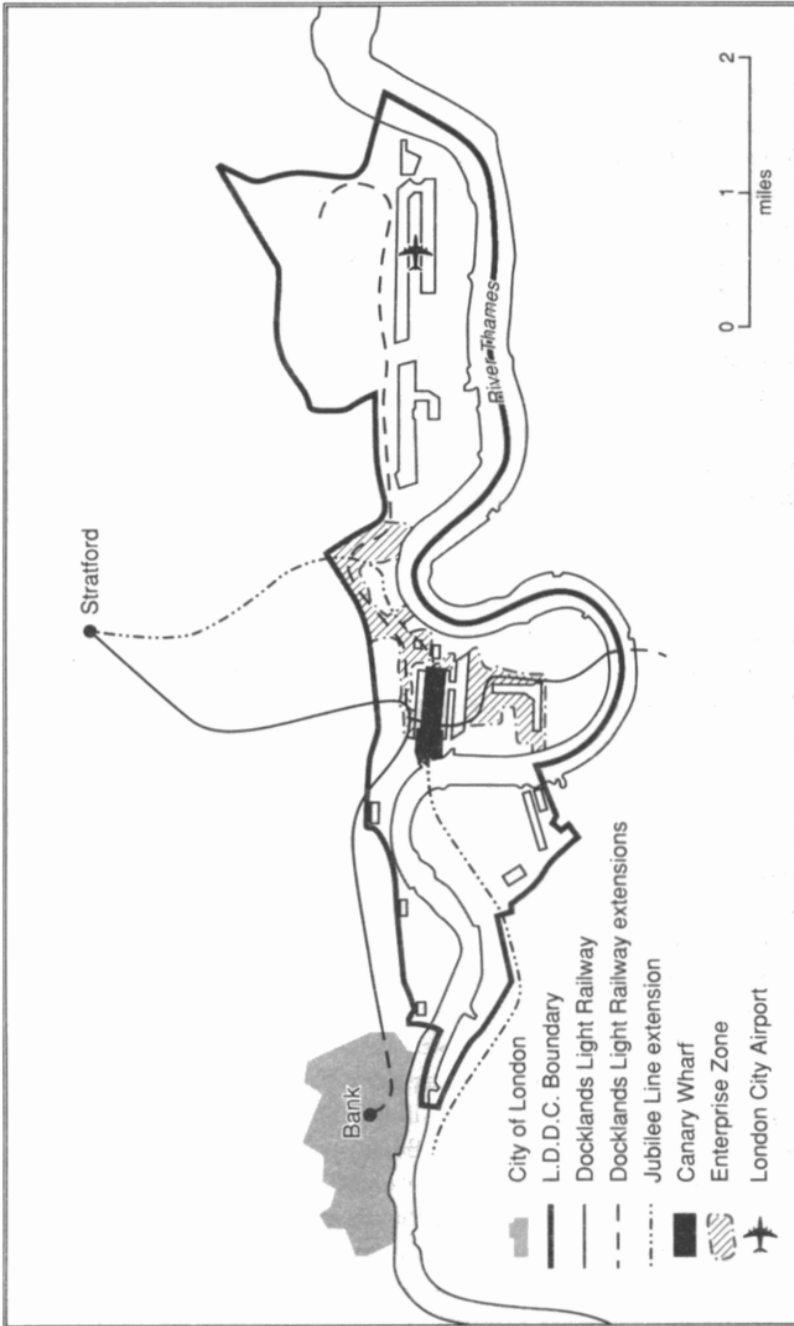 Stratford
Bank
River Thames
City of London
L.D.D.C. Boundary
Docklands Light Railway
Docklands Light Railway extensions
Jubilee Line extension
Canary Wharf
Enterprise Zone
London City Airport
0 1 2
miles